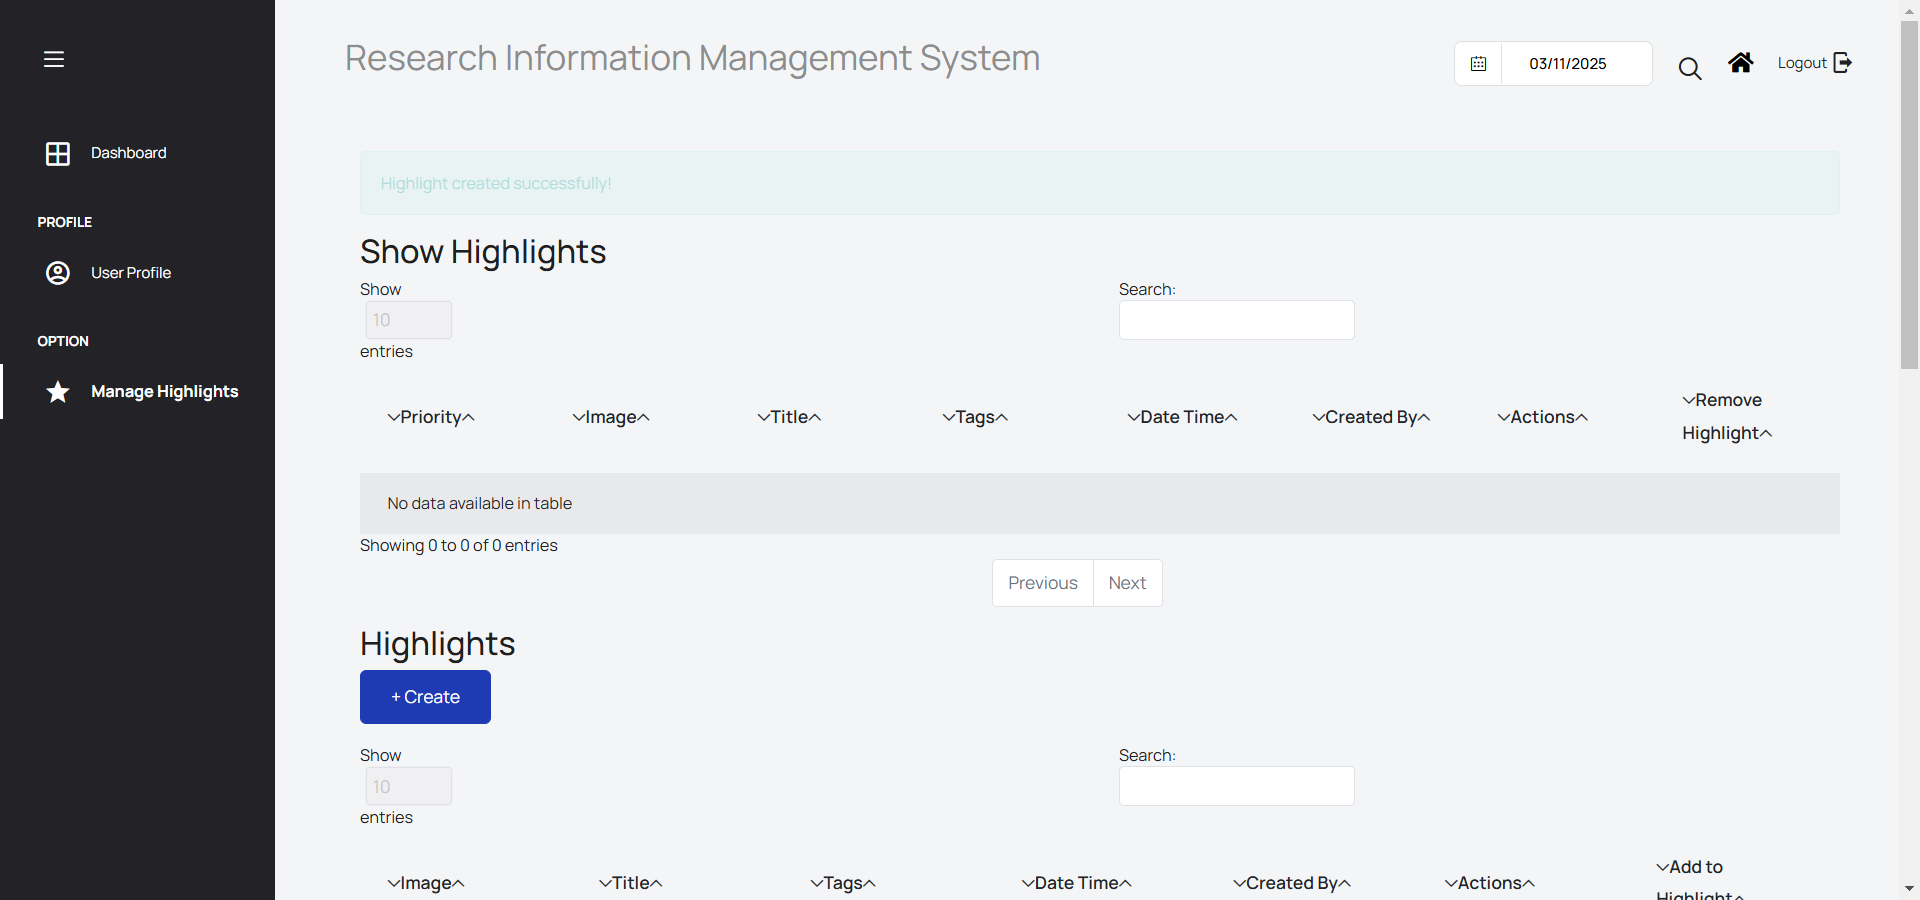 Research Information Management System
03/11/2025
Logout
Dashboard
PROFILE
User Profile
OPTION
Manage Highlights
Highlight created successfully!
Show Highlights
Show
10
entries
Search:
Priority Image Title Tags Date Time Created By Actions Remove
Highlight
No data available in table
Showing 0 to 0 of 0 entries
Previous Next
Highlights
+ Create
Show
10
entries
Search:
Image Title Tags Date Time Created By Actions Add to
Highlight